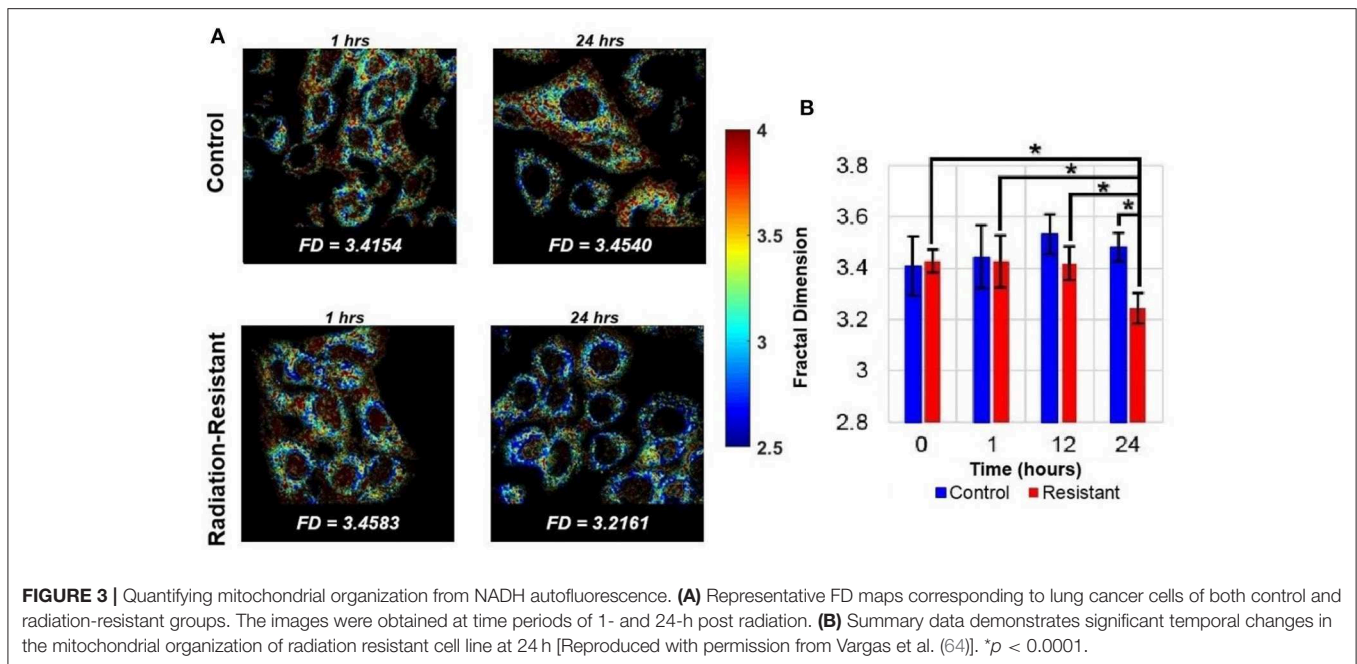 A
1 hrs
24 hrs
Control
FD = 3.4154
FD = 3.4540
1 hrs
24 hrs
Radiation-Resistant
FD = 3.4583
FD = 3.2161
4
3.5
3
2.5
B
3.8
3.6
3.4
3.2
3
2.8
Fractal Dimension
*
*
*
*
0 1 12 24
Time (hours)
Control Resistant
FIGURE 3 | Quantifying mitochondrial organization from NADH autofluorescence. (A) Representative FD maps corresponding to lung cancer cells of both control and
radiation-resistant groups. The images were obtained at time periods of 1- and 24-h post radiation. (B) Summary data demonstrates significant temporal changes in
the mitochondrial organization of radiation resistant cell line at 24 h [Reproduced with permission from Vargas et al. (64)]. *p < 0.0001.